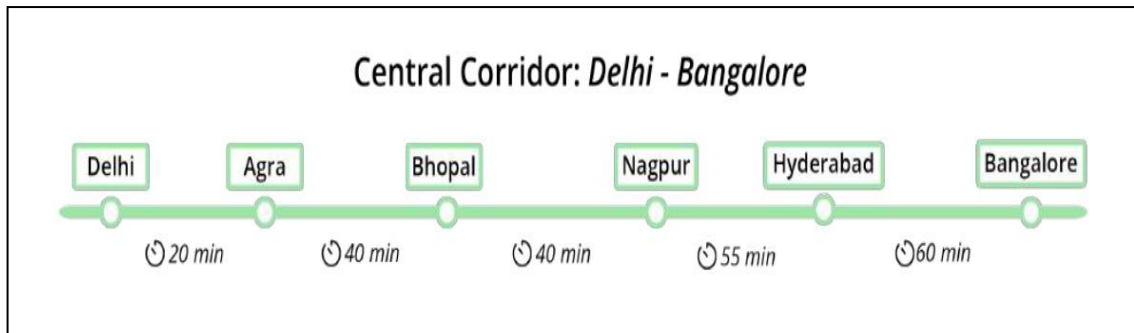 Central Corridor: Delhi - Bangalore
Delhi Agra Bhopal Nagpur Hyderabad Bangalore
20 min 40 min 40 min 55 min 60 min